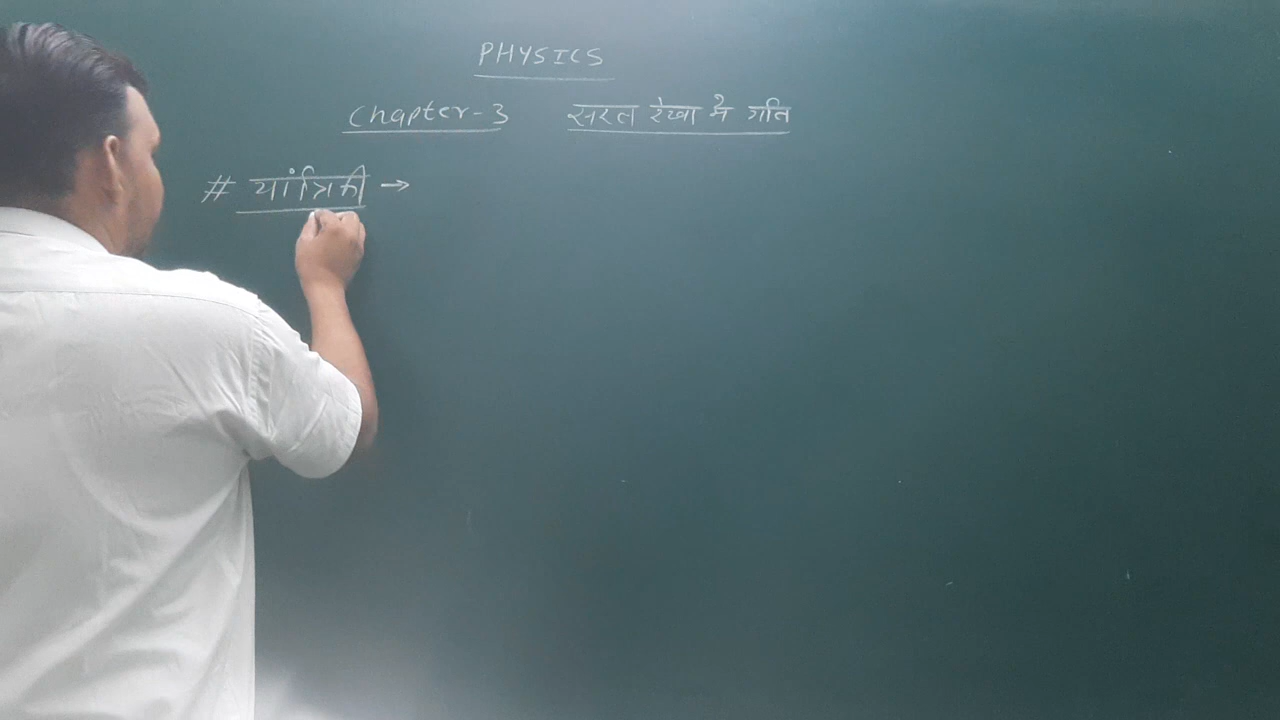 PHYSICS
Chapter-3 सरल रेखा में गति
# यांत्रिकी →